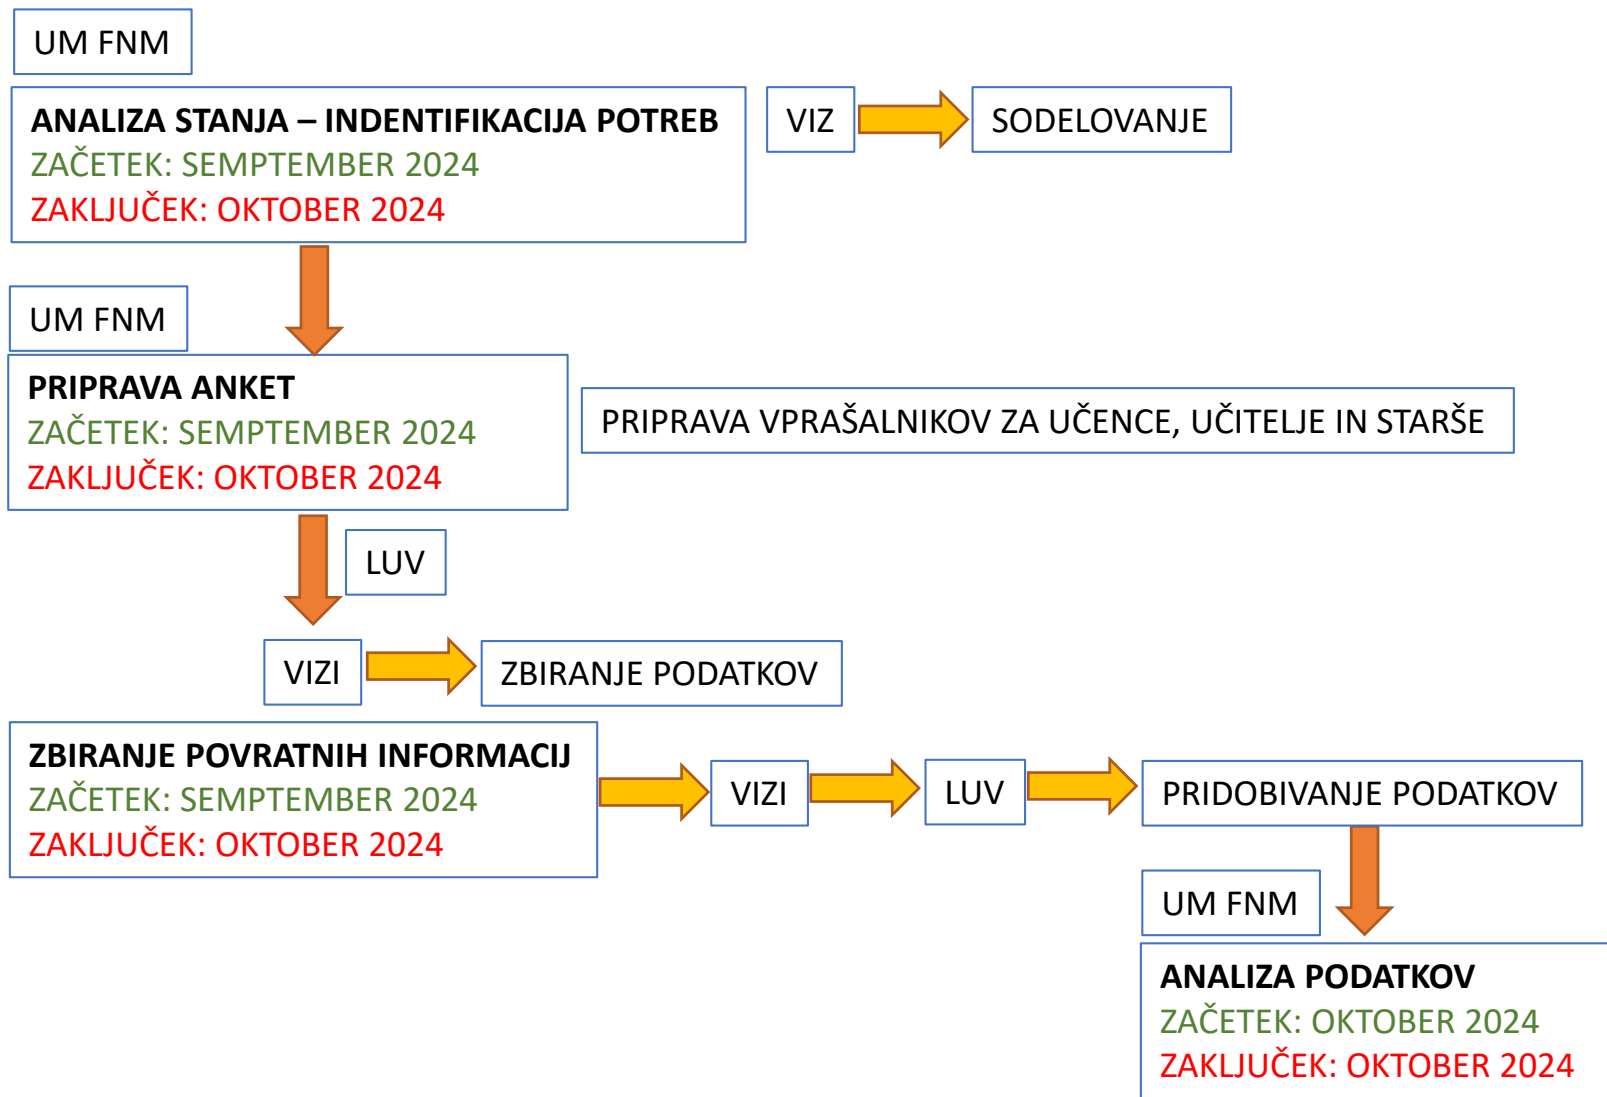 UM FNM
ANALIZA STANJA – INDENTIFIKACIJA POTREB
ZAČETEK: SEMPTEMBER 2024
ZAKLJUČEK: OKTOBER 2024
VIZ
SODELOVANJE
UM FNM
PRIPRAVA ANKET
ZAČETEK: SEMPTEMBER 2024
ZAKLJUČEK: OKTOBER 2024
PRIPRAVA VPRAŠALNIKOV ZA UČENCE, UČITELJE IN STARŠE
LUV
VIZI
ZBIRANJE PODATKOV
ZBIRANJE POVRATNIH INFORMACIJ
ZAČETEK: SEMPTEMBER 2024
ZAKLJUČEK: OKTOBER 2024
VIZI
LUV
PRIDOBIVANJE PODATKOV
UM FNM
ANALIZA PODATKOV
ZAČETEK: OKTOBER 2024
ZAKLJUČEK: OKTOBER 2024